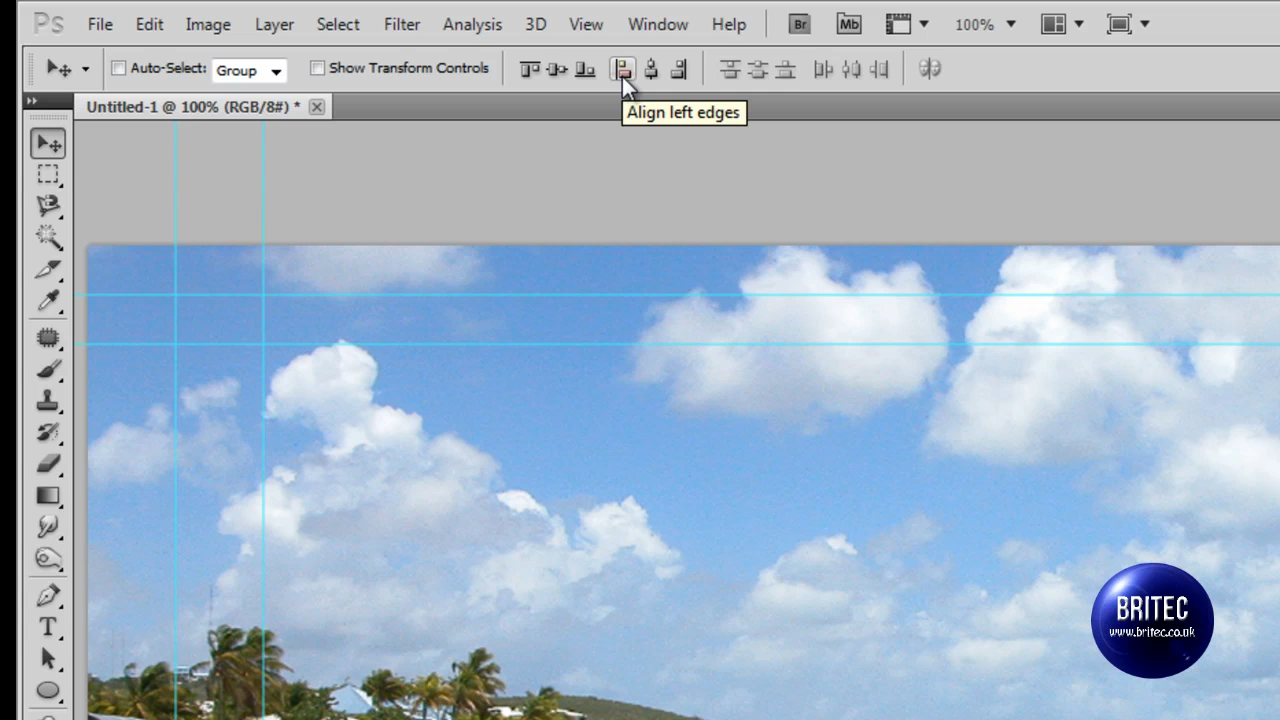 Ps File Edit Image Layer Select Filter Analysis 3D View Window Help Br Mb 100%
Auto-Select: Group Show Transform Controls
Untitled-1 @ 100% (RGB/8#) *
Align left edges
T
BRITEC
www.britec.co.uk